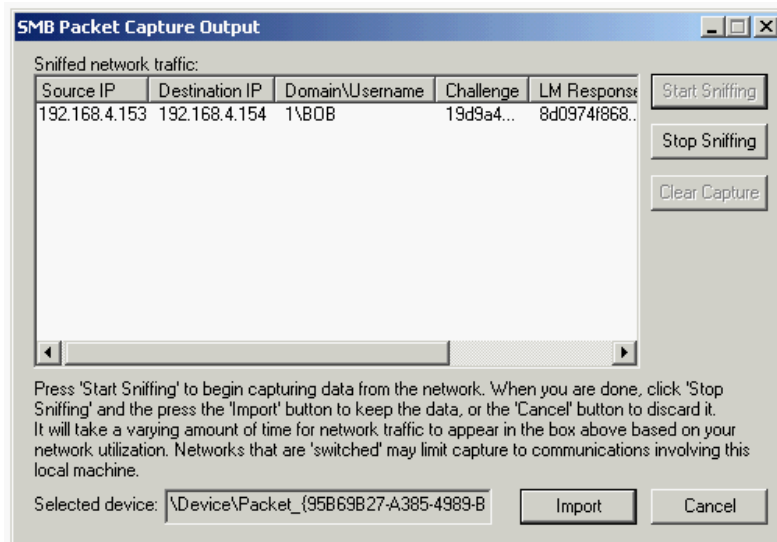 SMB Packet Capture Output
Sniffed network traffic:
Source IP Destination IP Domain\Username Challenge LM Response
192.168.4.153 192.168.4.154 1\BOB 19d9a4... 8d0974f868...
Start Sniffing
Stop Sniffing
Clear Capture
Press 'Start Sniffing' to begin capturing data from the network. When you are done, click 'Stop
Sniffing' and the press the 'Import' button to keep the data, or the 'Cancel' button to discard it.
It will take a varying amount of time for network traffic to appear in the box above based on your
network utilization. Networks that are 'switched' may limit capture to communications involving this
local machine.
Selected device: \Device\Packet_{95B69B27-A385-4989-B
Import
Cancel